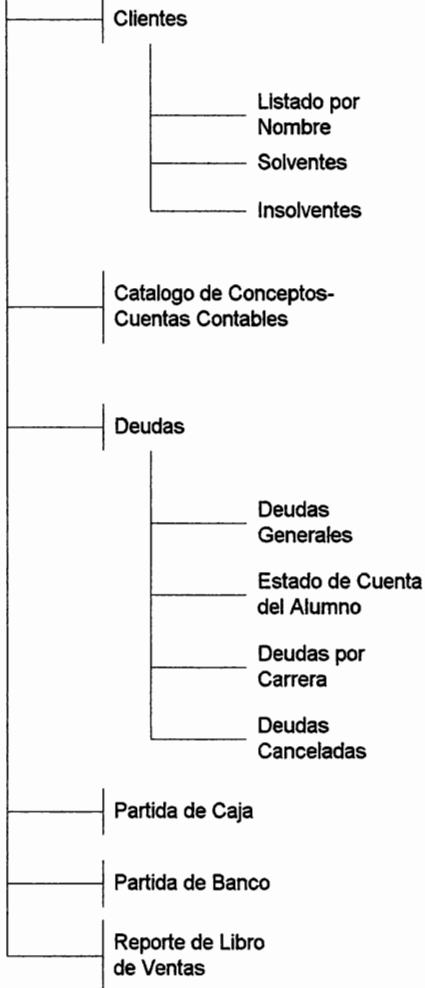 Clientes
Listado por
Nombre
Solventes
Insolventes
Catalogo de Conceptos-
Cuentas Contables
Deudas
Deudas
Generales
Estado de Cuenta
del Alumno
Deudas por
Carrera
Deudas
Canceladas
Partida de Caja
Partida de Banco
Reporte de Libro
de Ventas